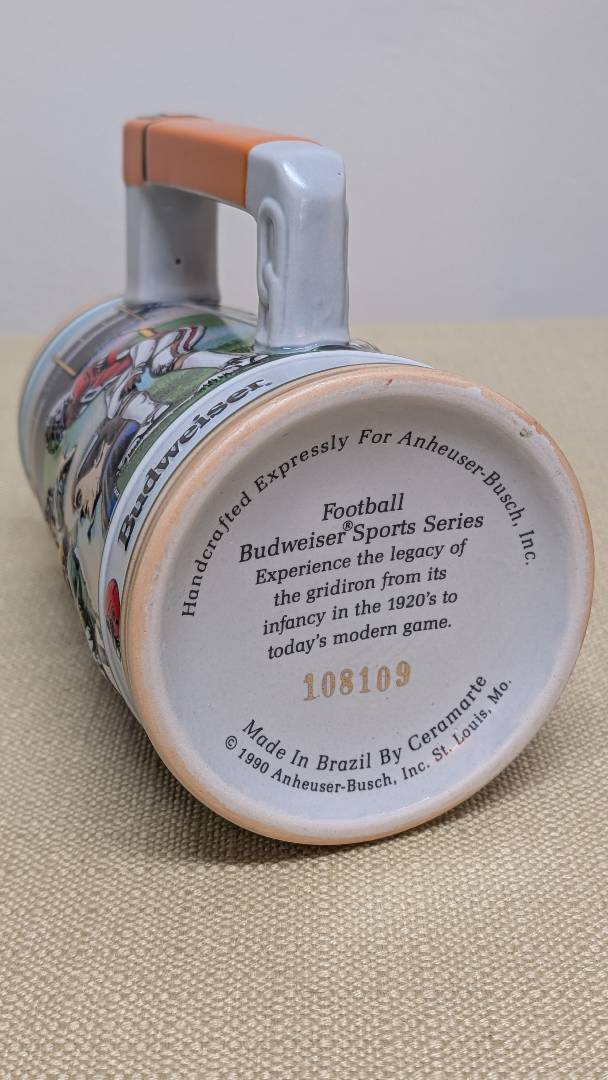 Budweiser
Handcrafted Expressly For Anheuser-Busch, Inc.
Football
Budweiser® Sports Series
Experience the legacy of
the gridiron from its
infancy in the 1920's to
today's modern game.
108109
Made In Brazil By Ceramarte
© 1990 Anheuser-Busch, Inc. St. Louis, Mo.